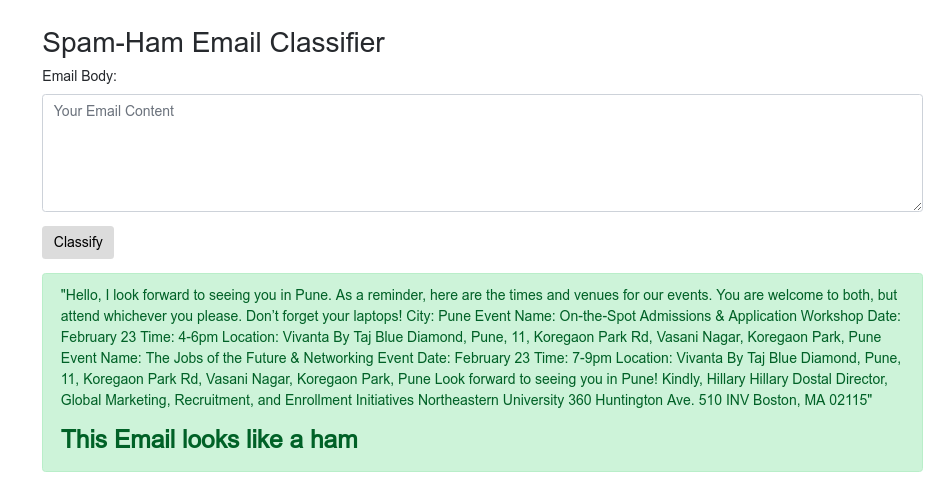 Spam-Ham Email Classifier
Email Body:
Your Email Content
Classify
"Hello, I look forward to seeing you in Pune. As a reminder, here are the times and venues for our events. You are welcome to both, but
attend whichever you please. Don’t forget your laptops! City: Pune Event Name: On-the-Spot Admissions & Application Workshop Date:
February 23 Time: 4-6pm Location: Vivanta By Taj Blue Diamond, Pune, 11, Koregaon Park Rd, Vasani Nagar, Koregaon Park, Pune
Event Name: The Jobs of the Future & Networking Event Date: February 23 Time: 7-9pm Location: Vivanta By Taj Blue Diamond, Pune,
11, Koregaon Park Rd, Vasani Nagar, Koregaon Park, Pune Look forward to seeing you in Pune! Kindly, Hillary Hillary Dostal Director,
Global Marketing, Recruitment, and Enrollment Initiatives Northeastern University 360 Huntington Ave. 510 INV Boston, MA 02115"
This Email looks like a ham